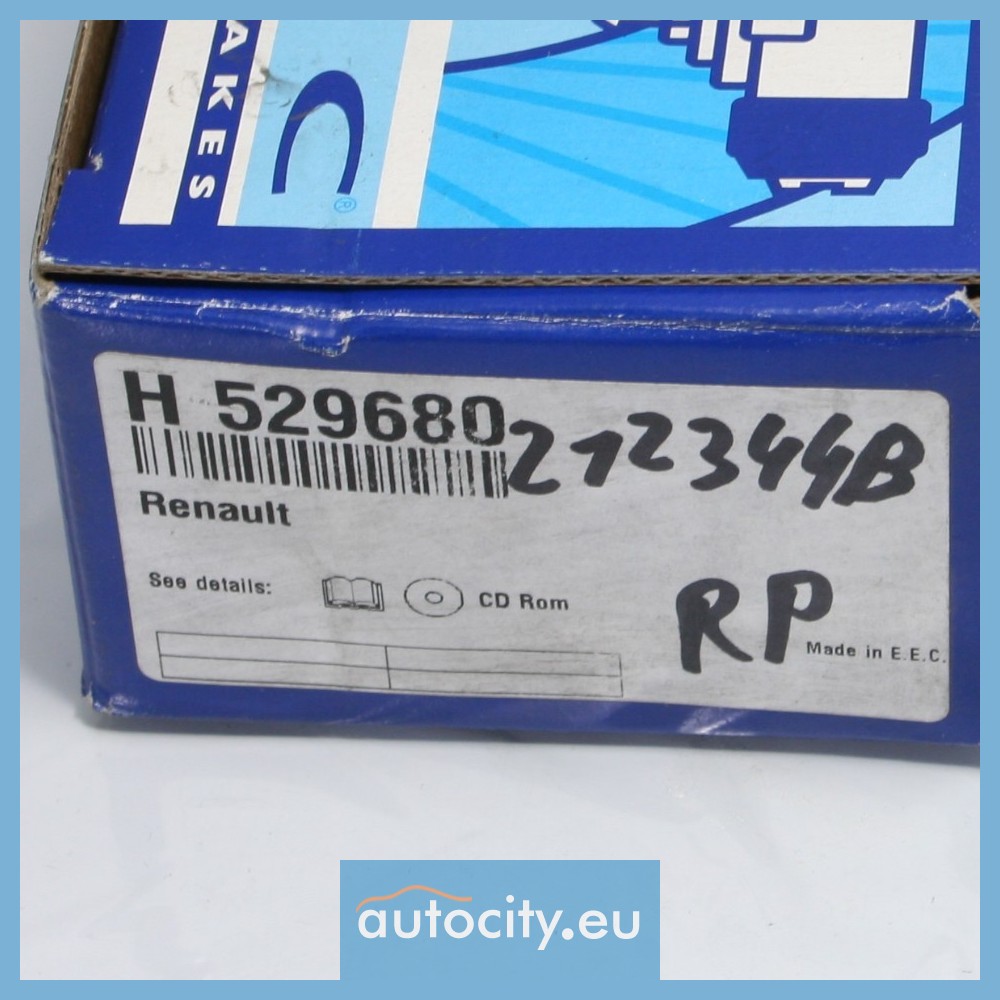 AKES
C®
H 529680
212344B
Renault
See details:
CD Rom
RP
Made in E.E.C.
autocity.eu